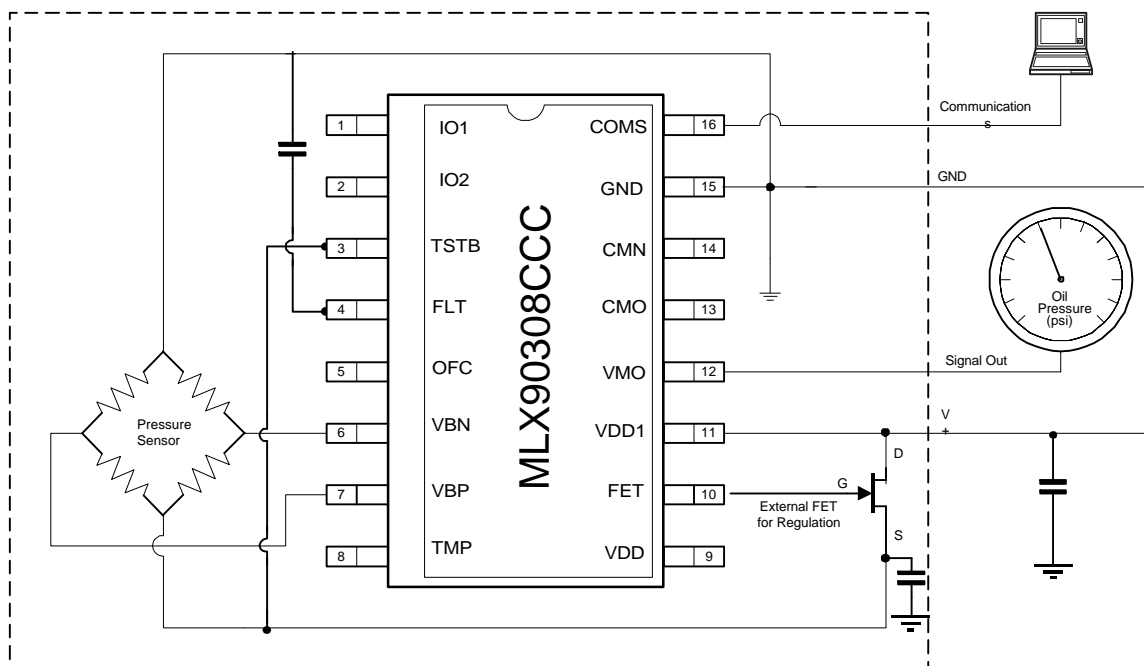 Communication
s
1 IO1 COMS 16
2 IO2 GND 15
GND
3 TSTB CMN 14
4 FLT CMO 13
Oil
Pressure
(psi)
5 OFC VMO 12
Signal Out
MLX90308CCC
Pressure
Sensor
6 VBN VDD1 11
V
+
D
7 VBP FET 10
G
External FET
for Regulation
S
8 TMP VDD 9